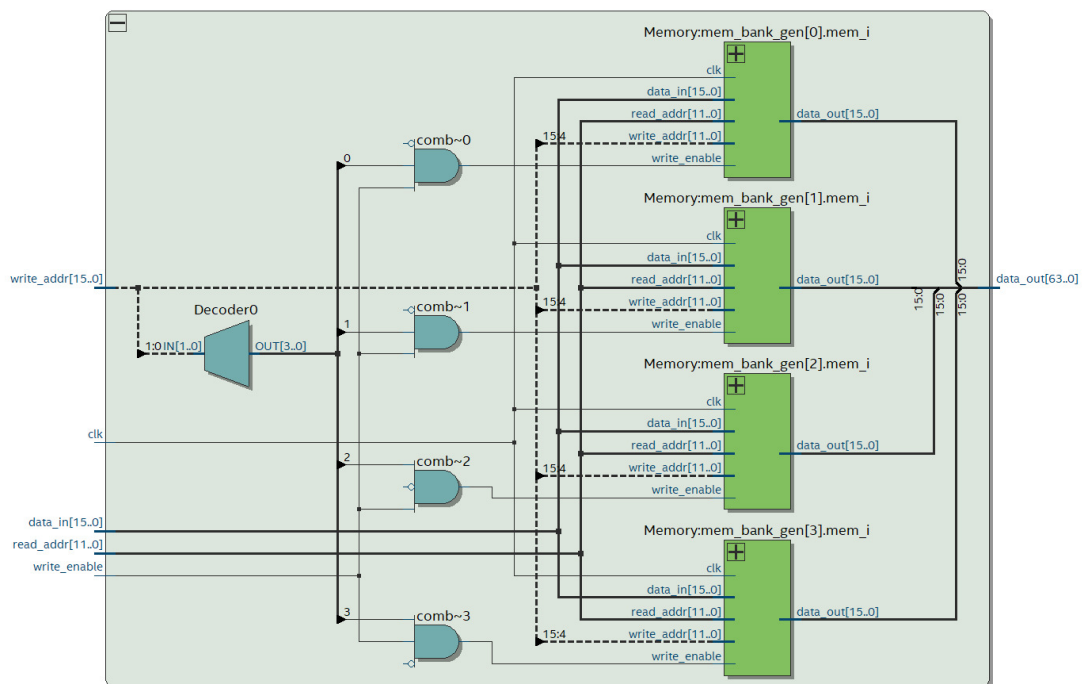 Memory:mem_bank_gen[0].mem_i
clk
data_in[15..0]
read_addr[11..0]
data_out[15..0]
15:4
write_addr[11..0]
write_enable
comb~0
0
Memory:mem_bank_gen[1].mem_i
clk
data_in[15..0]
read_addr[11..0]
data_out[15..0]
15:4
write_addr[11..0]
write_enable
write_addr[15..0]
data_out[63..0]
15:0
15:0
15:0
15:0
Decoder0
comb~1
1
1:0
IN[1..0]
OUT[3..0]
Memory:mem_bank_gen[2].mem_i
clk
data_in[15..0]
read_addr[11..0]
data_out[15..0]
15:4
write_addr[11..0]
write_enable
clk
comb~2
2
data_in[15..0]
read_addr[11..0]
write_enable
Memory:mem_bank_gen[3].mem_i
clk
data_in[15..0]
read_addr[11..0]
data_out[15..0]
15:4
write_addr[11..0]
write_enable
comb~3
3